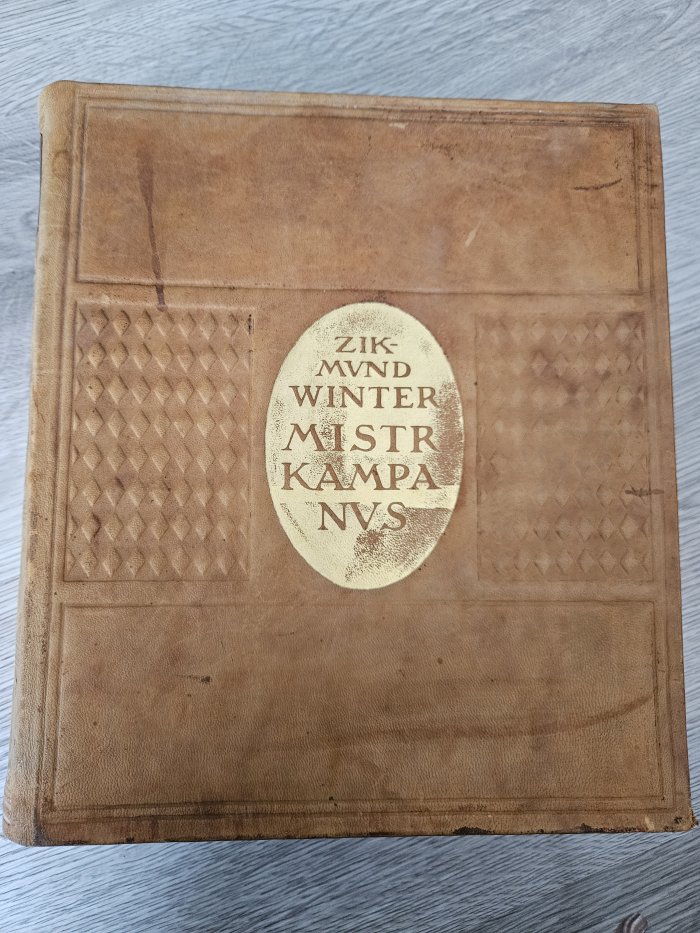 ZIK-
MVND
WINTER
MISTR
KAMPA
NVS